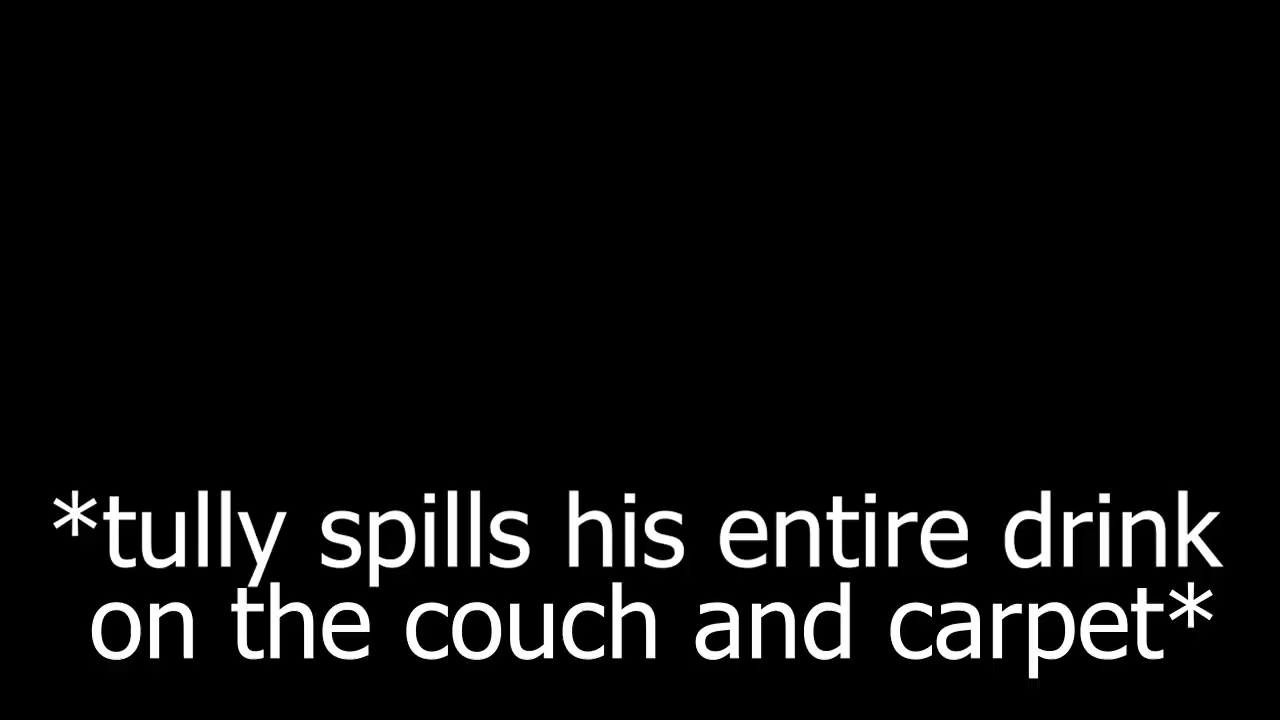 *tully spills his entire drink
on the couch and carpet*